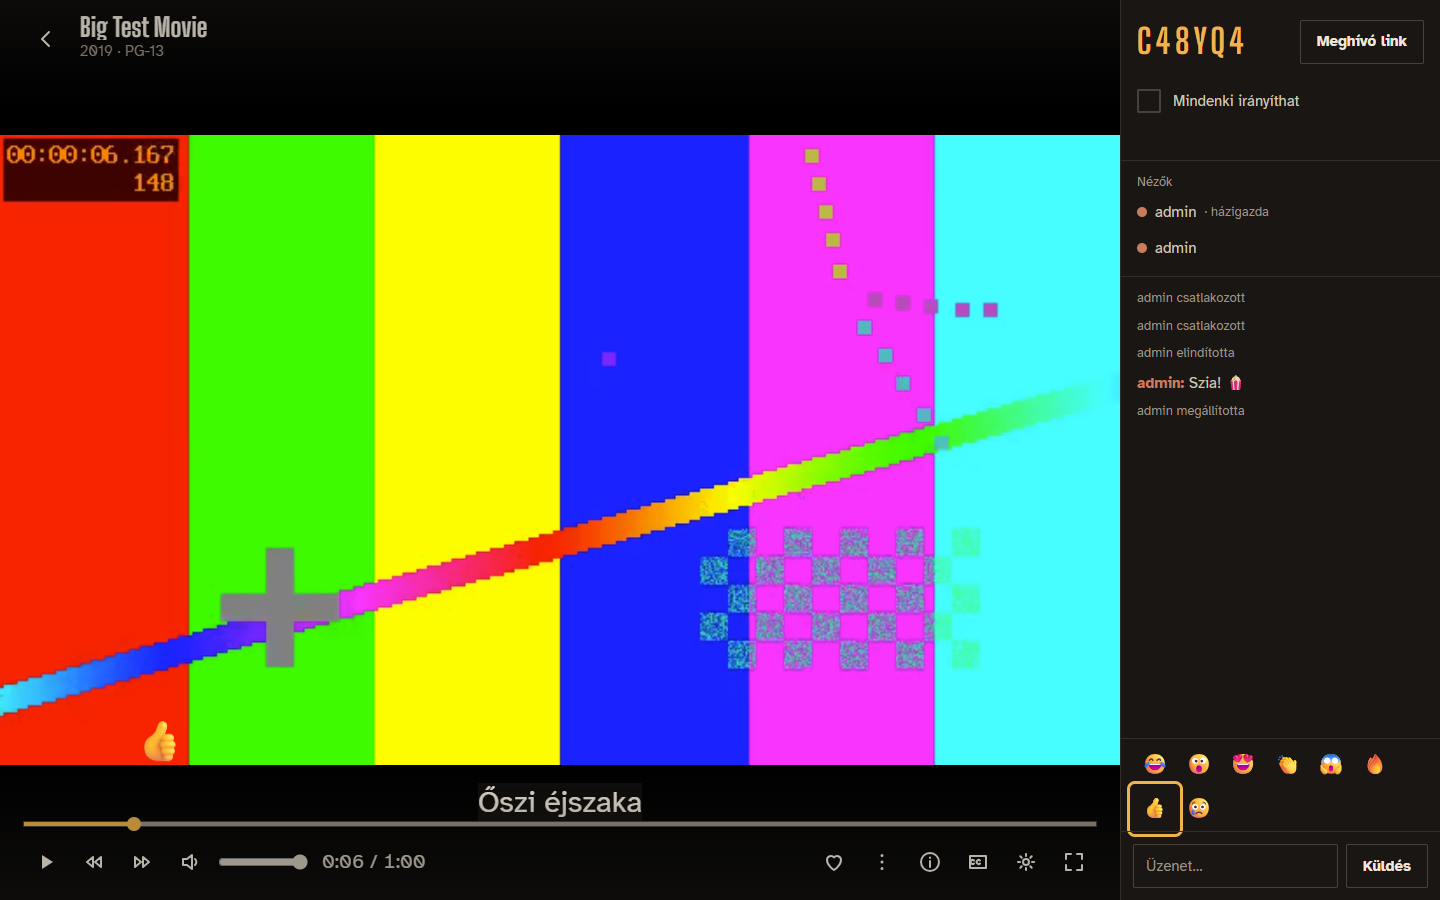 Big Test Movie
2019 · PG-13
00:00:06.167
148
Őszi éjszaka
0:06 / 1:00
CC
C48YQ4
Meghívó link
Mindenki irányíthat
Nézők
admin · házigazda
admin
admin csatlakozott
admin csatlakozott
admin elindította
admin: Szia! 🍿
admin megállította
Üzenet...
Küldés